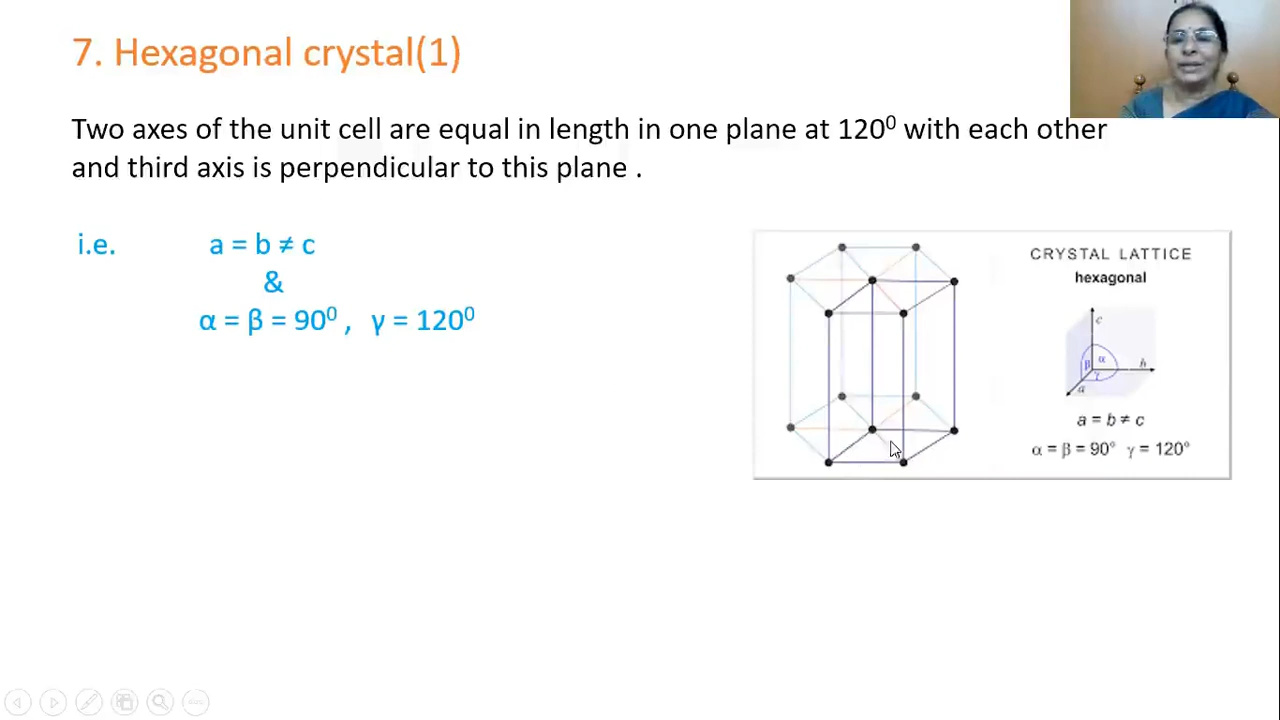 7. Hexagonal crystal(1)
Two axes of the unit cell are equal in length in one plane at 120⁰ with each other
and third axis is perpendicular to this plane .
i.e. a = b ≠ c
&
α = β = 90⁰ , γ = 120⁰
CRYSTAL LATTICE
hexagonal
c
β α b
γ
a
a = b ≠ c
α = β = 90° γ = 120°